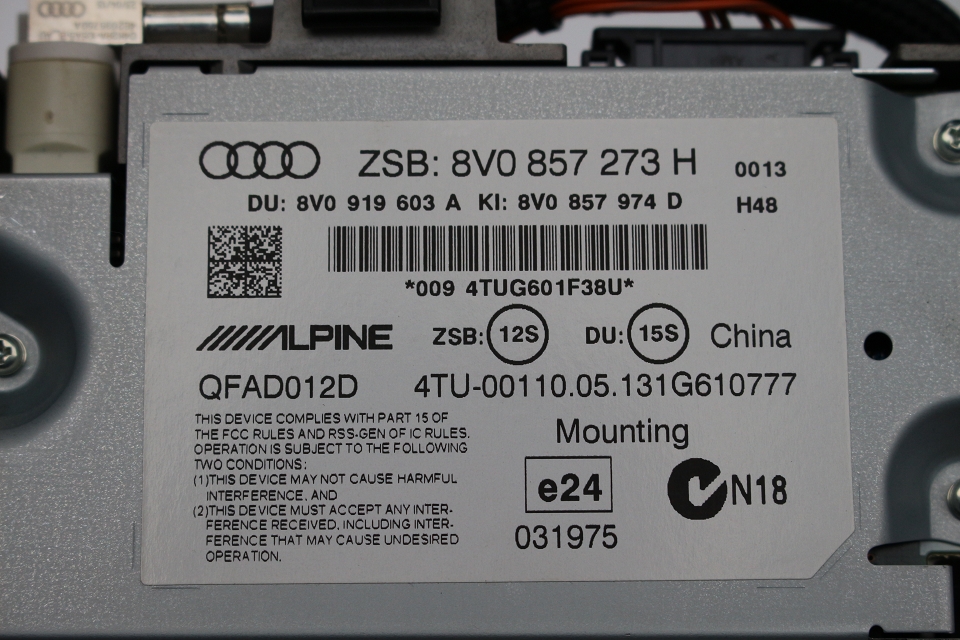 ZSB: 8V0 857 273 H 0013
DU: 8V0 919 603 A KI: 8V0 857 974 D H48
*009 4TUG601F38U*
ALPINE ZSB: 12S DU: 15S China
QFAD012D 4TU-00110.05.131G610777
THIS DEVICE COMPLIES WITH PART 15 OF
THE FCC RULES AND RSS-GEN OF IC RULES.
OPERATION IS SUBJECT TO THE FOLLOWING
TWO CONDITIONS:
(1)THIS DEVICE MAY NOT CAUSE HARMFUL
INTERFERENCE, AND
(2)THIS DEVICE MUST ACCEPT ANY INTER-
FERENCE RECEIVED, INCLUDING INTER-
FERENCE THAT MAY CAUSE UNDESIRED
OPERATION.
Mounting
e24 N18
031975